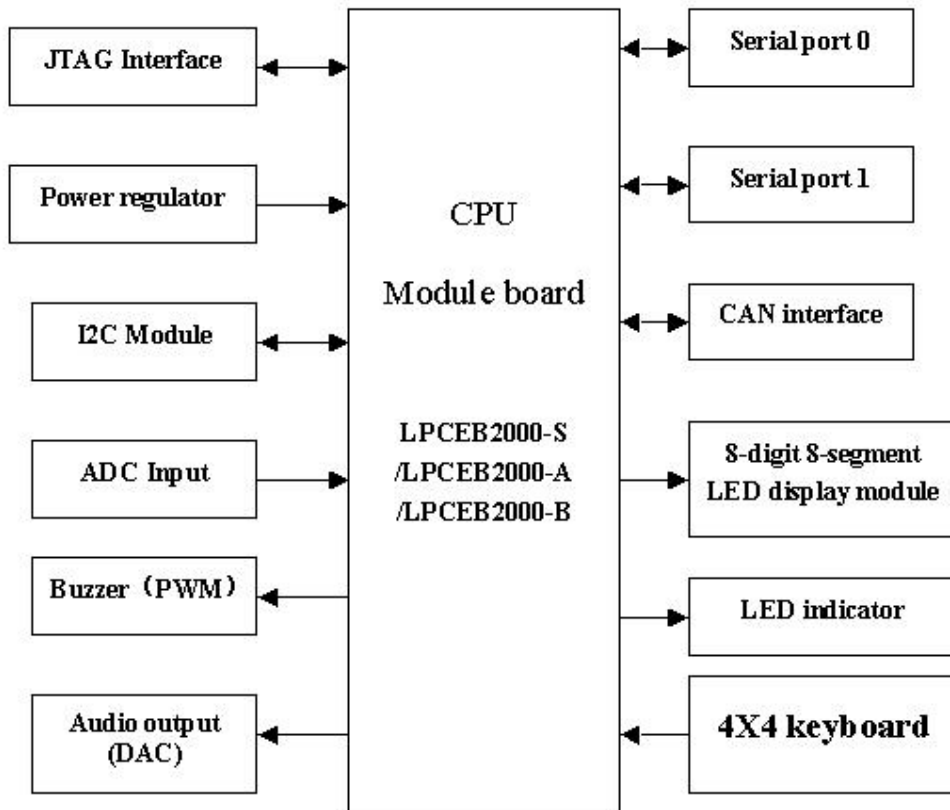 JTAG Interface
Power regulator
I2C Module
ADC Input
Buzzer（PWM）
Audio output
(DAC)
CPU
Module board
LPCEB2000-S
/LPCEB2000-A
/LPCEB2000-B
Serial port 0
Serial port 1
CAN interface
8-digit 8-segment
LED display module
LED indicator
4X4 keyboard